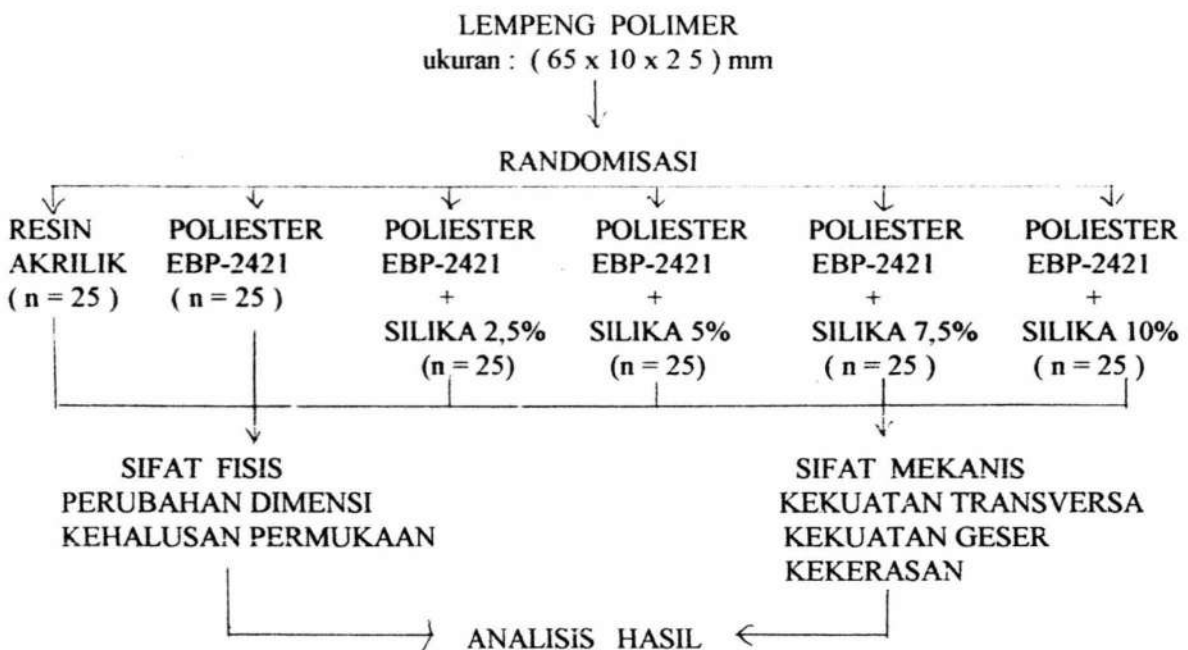 LEMPENG POLIMER
ukuran : ( 65 x 10 x 2 5 ) mm
RANDOMISASI
RESIN
AKRILIK
( n = 25 )
POLIESTER
EBP-2421
( n = 25 )
POLIESTER
EBP-2421
+
SILIKA 2,5%
(n = 25)
POLIESTER
EBP-2421
+
SILIKA 5%
(n = 25)
POLIESTER
EBP-2421
+
SILIKA 7,5%
( n = 25 )
POLIESTER
EBP-2421
+
SILIKA 10%
( n = 25 )
SIFAT FISIS
PERUBAHAN DIMENSI
KEHALUSAN PERMUKAAN
SIFAT MEKANIS
KEKUATAN TRANSVERSA
KEKUATAN GESER
KEKERASAN
ANALISiS HASIL